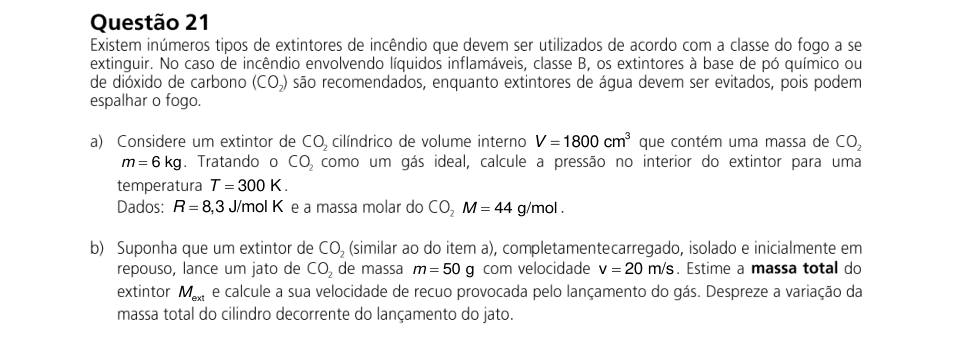 Questão 21
Existem inúmeros tipos de extintores de incêndio que devem ser utilizados de acordo com a classe do fogo a se
extinguir. No caso de incêndio envolvendo líquidos inflamáveis, classe B, os extintores à base de pó químico ou
de dióxido de carbono (CO₂) são recomendados, enquanto extintores de água devem ser evitados, pois podem
espalhar o fogo.
a) Considere um extintor de CO₂ cilíndrico de volume interno V = 1800 cm³ que contém uma massa de CO₂
m = 6 kg. Tratando o CO₂ como um gás ideal, calcule a pressão no interior do extintor para uma
temperatura T = 300 K.
Dados: R = 8,3 J/mol K e a massa molar do CO₂ M = 44 g/mol.
b) Suponha que um extintor de CO₂ (similar ao do item a), completamentecarregado, isolado e inicialmente em
repouso, lance um jato de CO₂ de massa m = 50 g com velocidade v = 20 m/s. Estime a massa total do
extintor Mext e calcule a sua velocidade de recuo provocada pelo lançamento do gás. Despreze a variação da
massa total do cilindro decorrente do lançamento do jato.